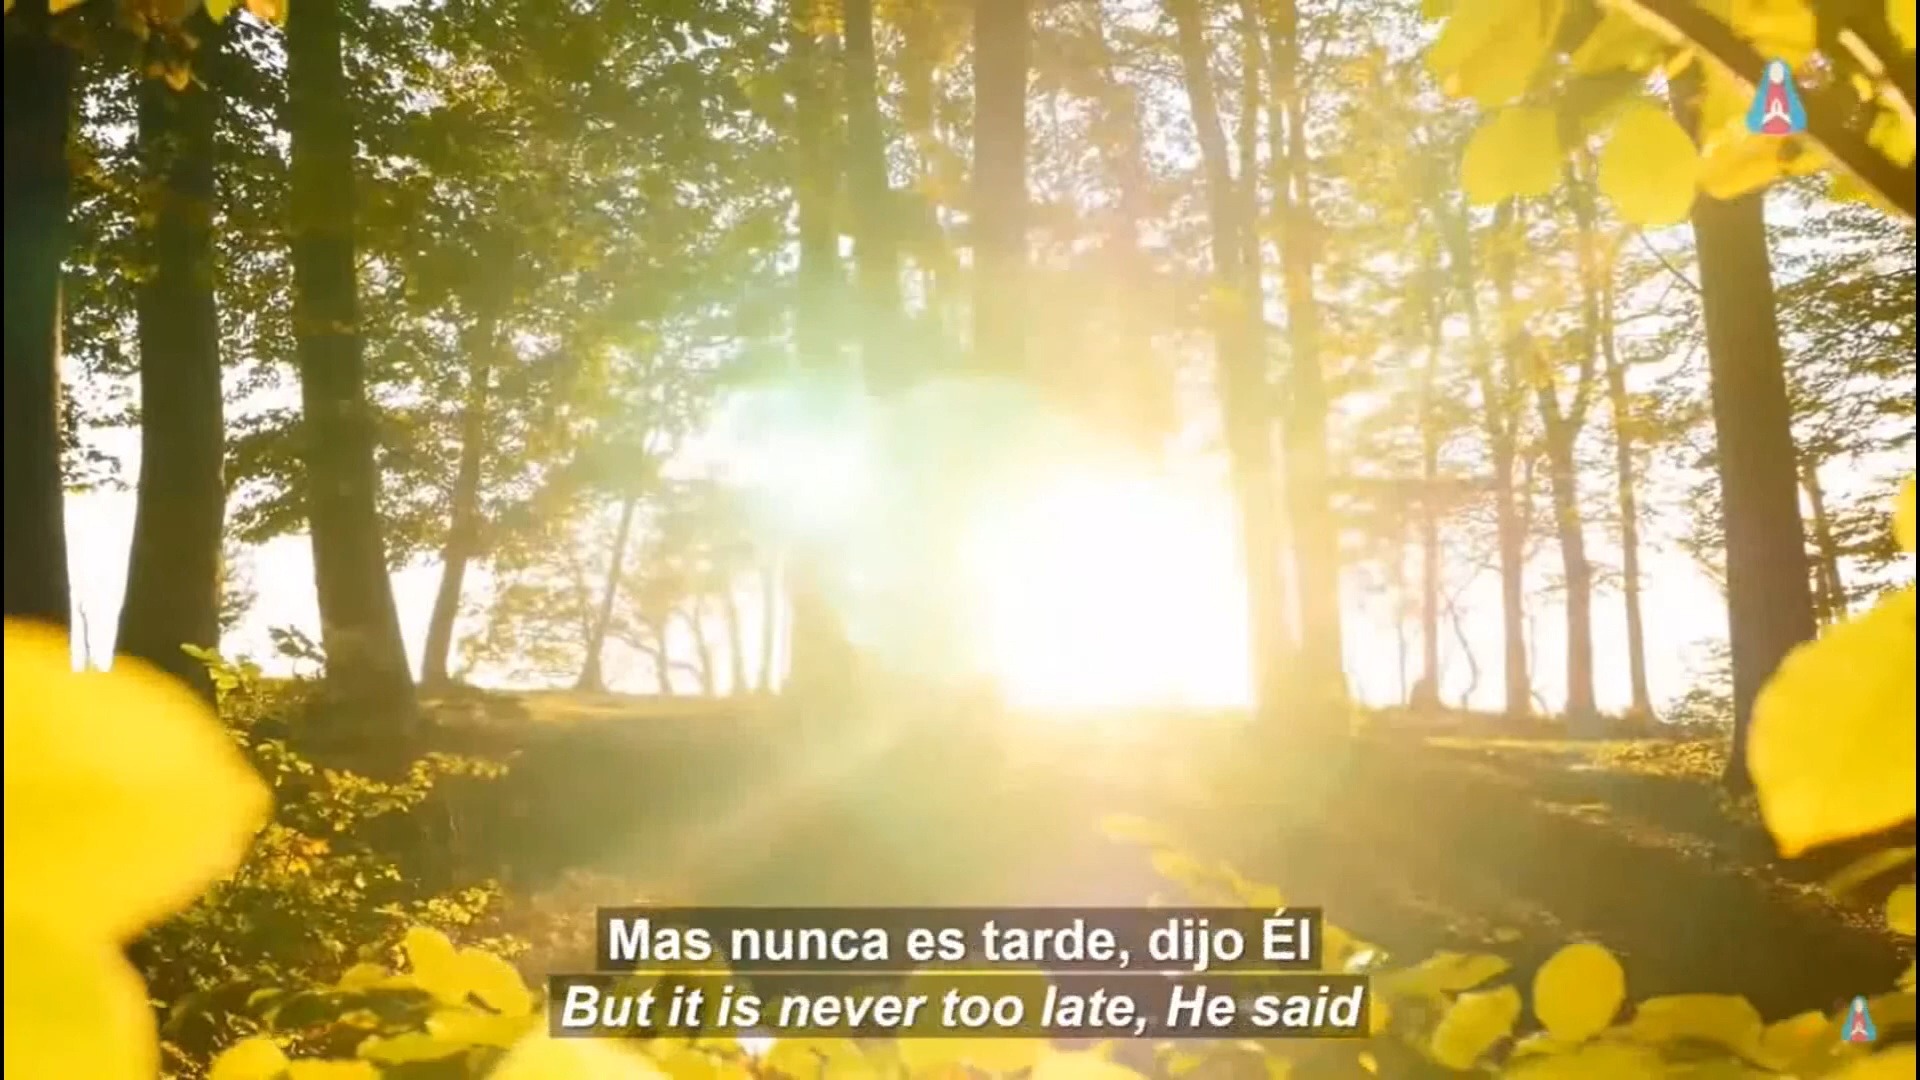 Mas nunca es tarde, dijo Él
But it is never too late, He said